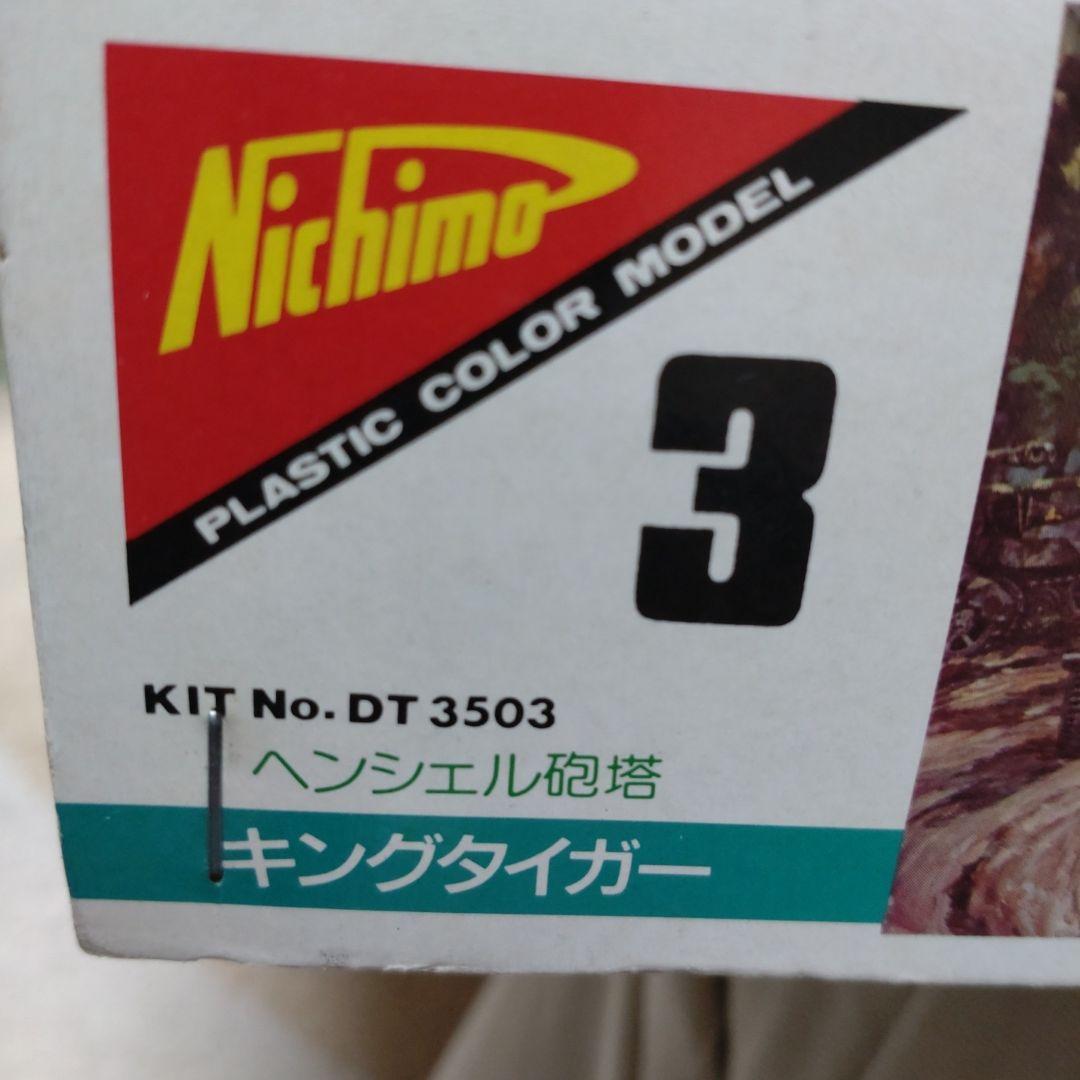 Nichimo
PLASTIC COLOR MODEL
3
KIT No. DT 3503
ヘンシェル砲塔
キングタイガー